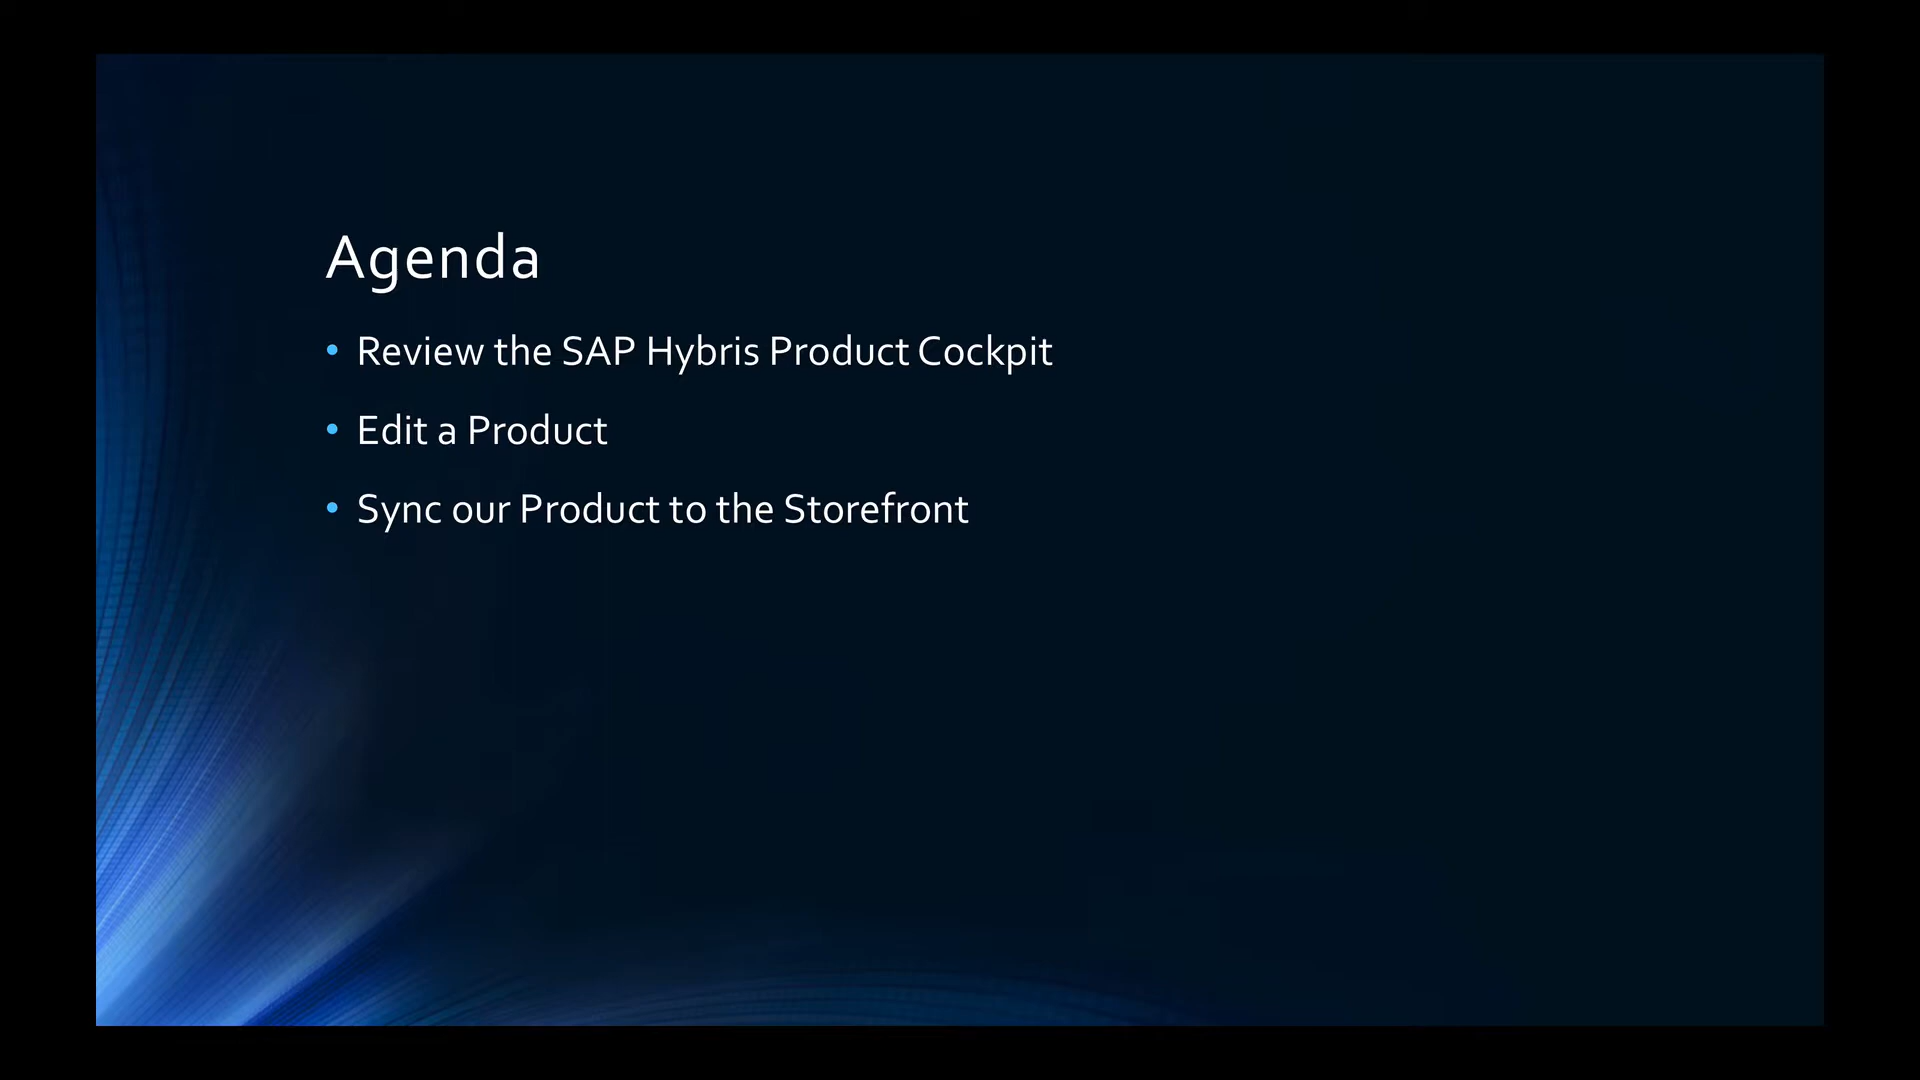 Agenda
• Review the SAP Hybris Product Cockpit
• Edit a Product
• Sync our Product to the Storefront